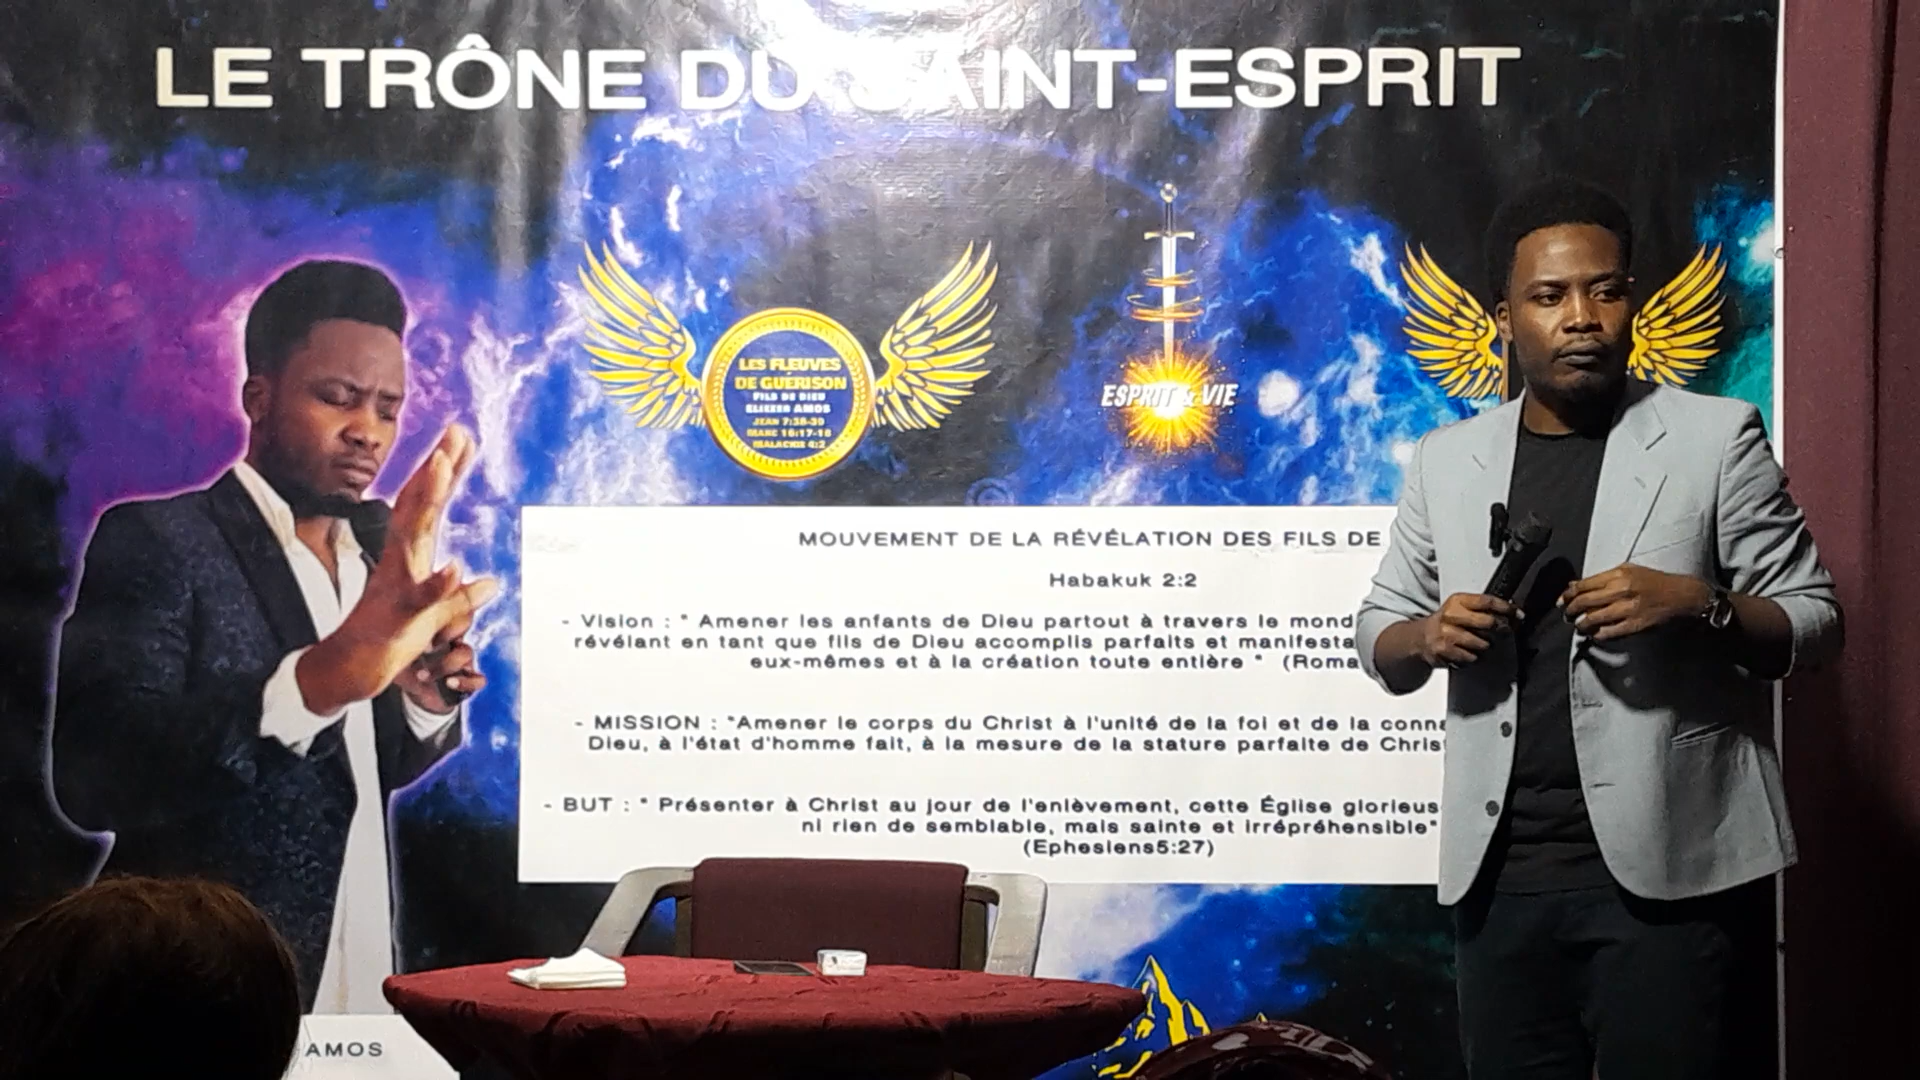 LE TRÔNE DU SAINT-ESPRIT
LES FLEUVES
DE GUÉRISON
FILS DE DIEU
ELIEZER AMOS
JEAN 7:38-39
MARC 16:17-18
MALACHIE 4:2
ESPRIT & VIE
MOUVEMENT DE LA RÉVÉLATION DES FILS DE
Habakuk 2:2
- Vision : " Amener les enfants de Dieu partout à travers le mond
révélant en tant que fils de Dieu accomplis parfaits et manifesta
eux-mêmes et à la création toute entière " (Roma
- MISSION : "Amener le corps du Christ à l'unité de la foi et de la conna
Dieu, à l'état d'homme fait, à la mesure de la stature parfaite de Christ
- BUT : " Présenter à Christ au jour de l'enlèvement, cette Église glorieus
ni rien de semblable, mais sainte et irrépréhensible"
(Ephesiens5:27)
AMOS